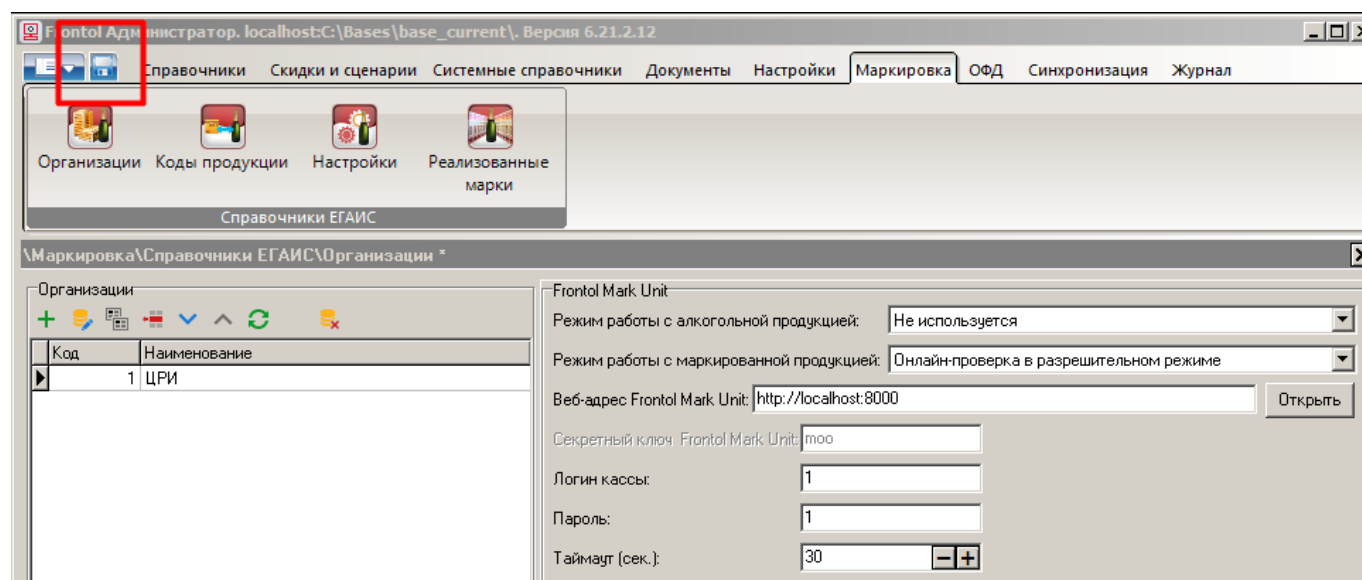 Frontol Администратор. localhost:C:\Bases\base_current\. Версия 6.21.2.12
Справочники Скидки и сценарии Системные справочники Документы Настройки Маркировка ОФД Синхронизация Журнал
Организации Коды продукции Настройки Реализованные
марки
Справочники ЕГАИС
\Маркировка\Справочники ЕГАИС\Организации *
Организации
Frontol Mark Unit
Режим работы с алкогольной продукцией: Не используется
Код Наименование
Режим работы с маркированной продукцией: Онлайн-проверка в разрешительном режиме
1 ЦРИ
Веб-адрес Frontol Mark Unit: http://localhost:8000 Открыть
Секретный ключ Frontol Mark Unit: moo
Логин кассы: 1
Пароль: 1
Таймаут (сек.): 30